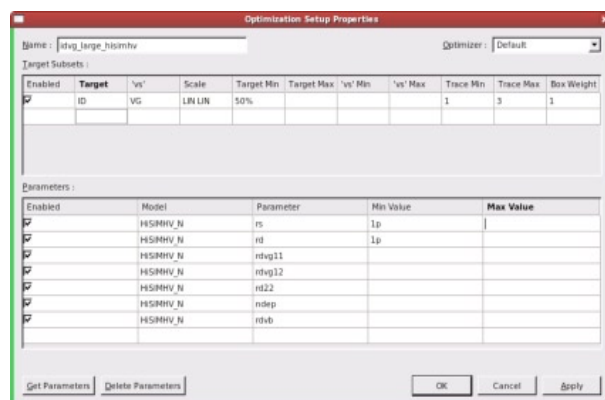 Optimization Setup Properties
Name : idvg_large_hisimhv Optimizer : Default
Target Subsets :
Enabled Target 'vs' Scale Target Min Target Max 'vs' Min 'vs' Max Trace Min Trace Max Box Weight
ID VG LIN LIN 50% 1 3 1
Parameters :
Enabled Model Parameter Min Value Max Value
HISIMHV_N rs 1p
HISIMHV_N rd 1p
HISIMHV_N rdvg11
HISIMHV_N rdvg12
HISIMHV_N rd22
HISIMHV_N ndep
HISIMHV_N rdvb
Get Parameters Delete Parameters OK Cancel Apply